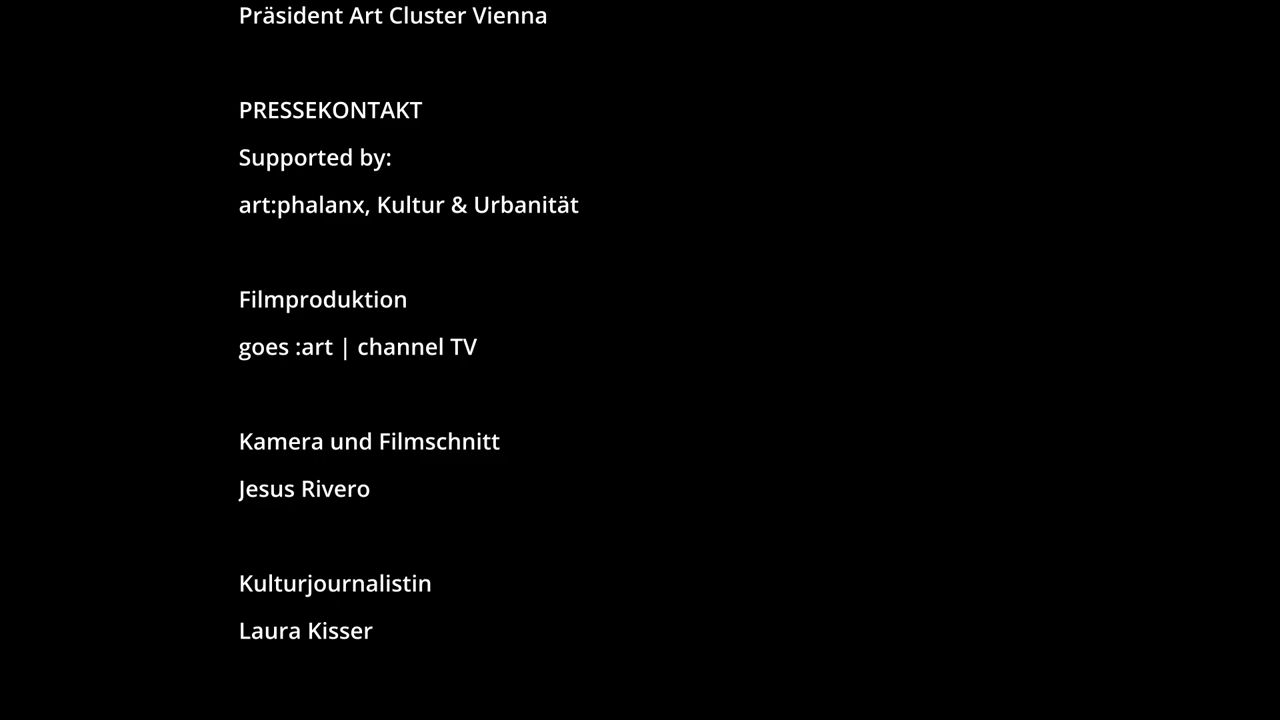 Präsident Art Cluster Vienna
PRESSEKONTAKT
Supported by:
art:phalanx, Kultur & Urbanität
Filmproduktion
goes :art | channel TV
Kamera und Filmschnitt
Jesus Rivero
Kulturjournalistin
Laura Kisser